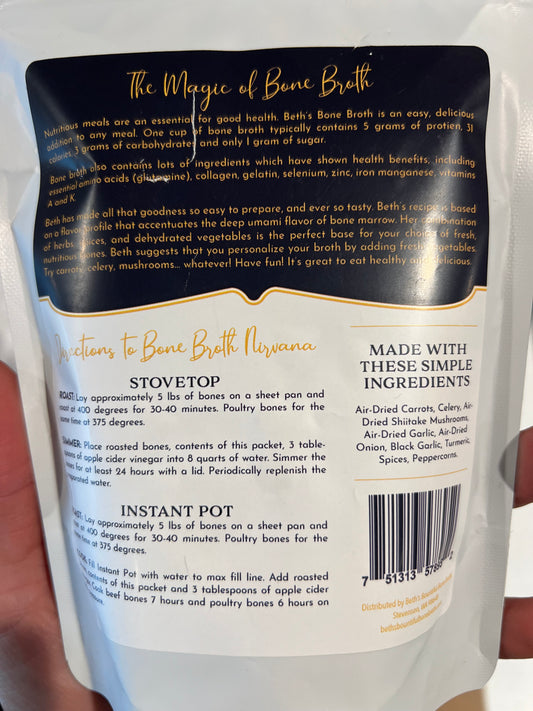 The Magic of Bone Broth
Nutritious meals are an essential for good health. Beth's Bone Broth is an easy, delicious
addition to any meal. One cup of bone broth typically contains 5 grams of protien, 31
calories, 3 grams of carbohydrate and only 1 gram of sugar.
Bone broth also contains lots of ingredients which have shown health benefits, including
essential amino acids (glutamine), collagen, gelatin, selenium, zinc, iron manganese, vitamins
A and K.
Beth has made all that goodness so easy to prepare, and ever so tasty. Beth's recipe is based
on a flavor profile that accentuates the deep umami flavor of bone marrow. Her combination
of herbs, spices, and dehydrated vegetables is the perfect base for your choice of fresh,
nutritious bones. Beth suggests that you personalize your broth by adding fresh vegetables.
Try carrots, celery, mushrooms... whatever! Have fun! It's great to eat healthy and delicious.
Directions to Bone Broth Nirvana
STOVETOP
ROAST: Lay approximately 5 lbs of bones on a sheet pan and
roast at 400 degrees for 30-40 minutes. Poultry bones for the
same time at 375 degrees.
SIMMER: Place roasted bones, contents of this packet, 3 table-
spoons of apple cider vinegar into 8 quarts of water. Simmer the
for at least 24 hours with a lid. Periodically replenish the
water.
INSTANT POT
Lay approximately 5 lbs of bones on a sheet pan and
at 400 degrees for 30-40 minutes. Poultry bones for the
time at 375 degrees.
Fill Instant Pot with water to max fill line. Add roasted
contents of this packet and 3 tablespoons of apple cider
Cook beef bones 7 hours and poultry bones 6 hours on
MADE WITH
THESE SIMPLE
INGREDIENTS
Air-Dried Carrots, Celery, Air-
Dried Shiitake Mushrooms,
Air-Dried Garlic, Air-Dried
Onion, Black Garlic, Turmeric,
Spices, Peppercorns.
7 51313 2
Distributed by Beth's Bountiful
Stevenson, WA